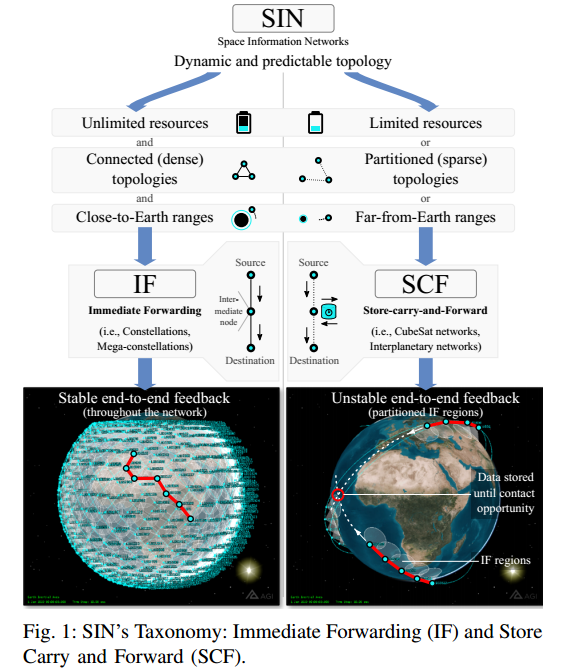 SIN
Space Information Networks
Dynamic and predictable topology
Unlimited resources
Limited resources
and
or
Connected (dense)
topologies
Partitioned (sparse)
topologies
and
or
Close-to-Earth ranges
Far-from-Earth ranges
IF
Immediate Forwarding
(i.e., Constellations,
Mega-constellations)
Source
Inter-
mediate
node
Destination
Source
Destination
SCF
Store-carry-and-Forward
(i.e., CubeSat networks,
Interplanetary networks)
Stable end-to-end feedback
(throughout the network)
AGI
Unstable end-to-end feedback
(partitioned IF regions)
Data stored
until contact
opportunity
IF regions
AGI
Fig. 1: SIN's Taxonomy: Immediate Forwarding (IF) and Store
Carry and Forward (SCF).